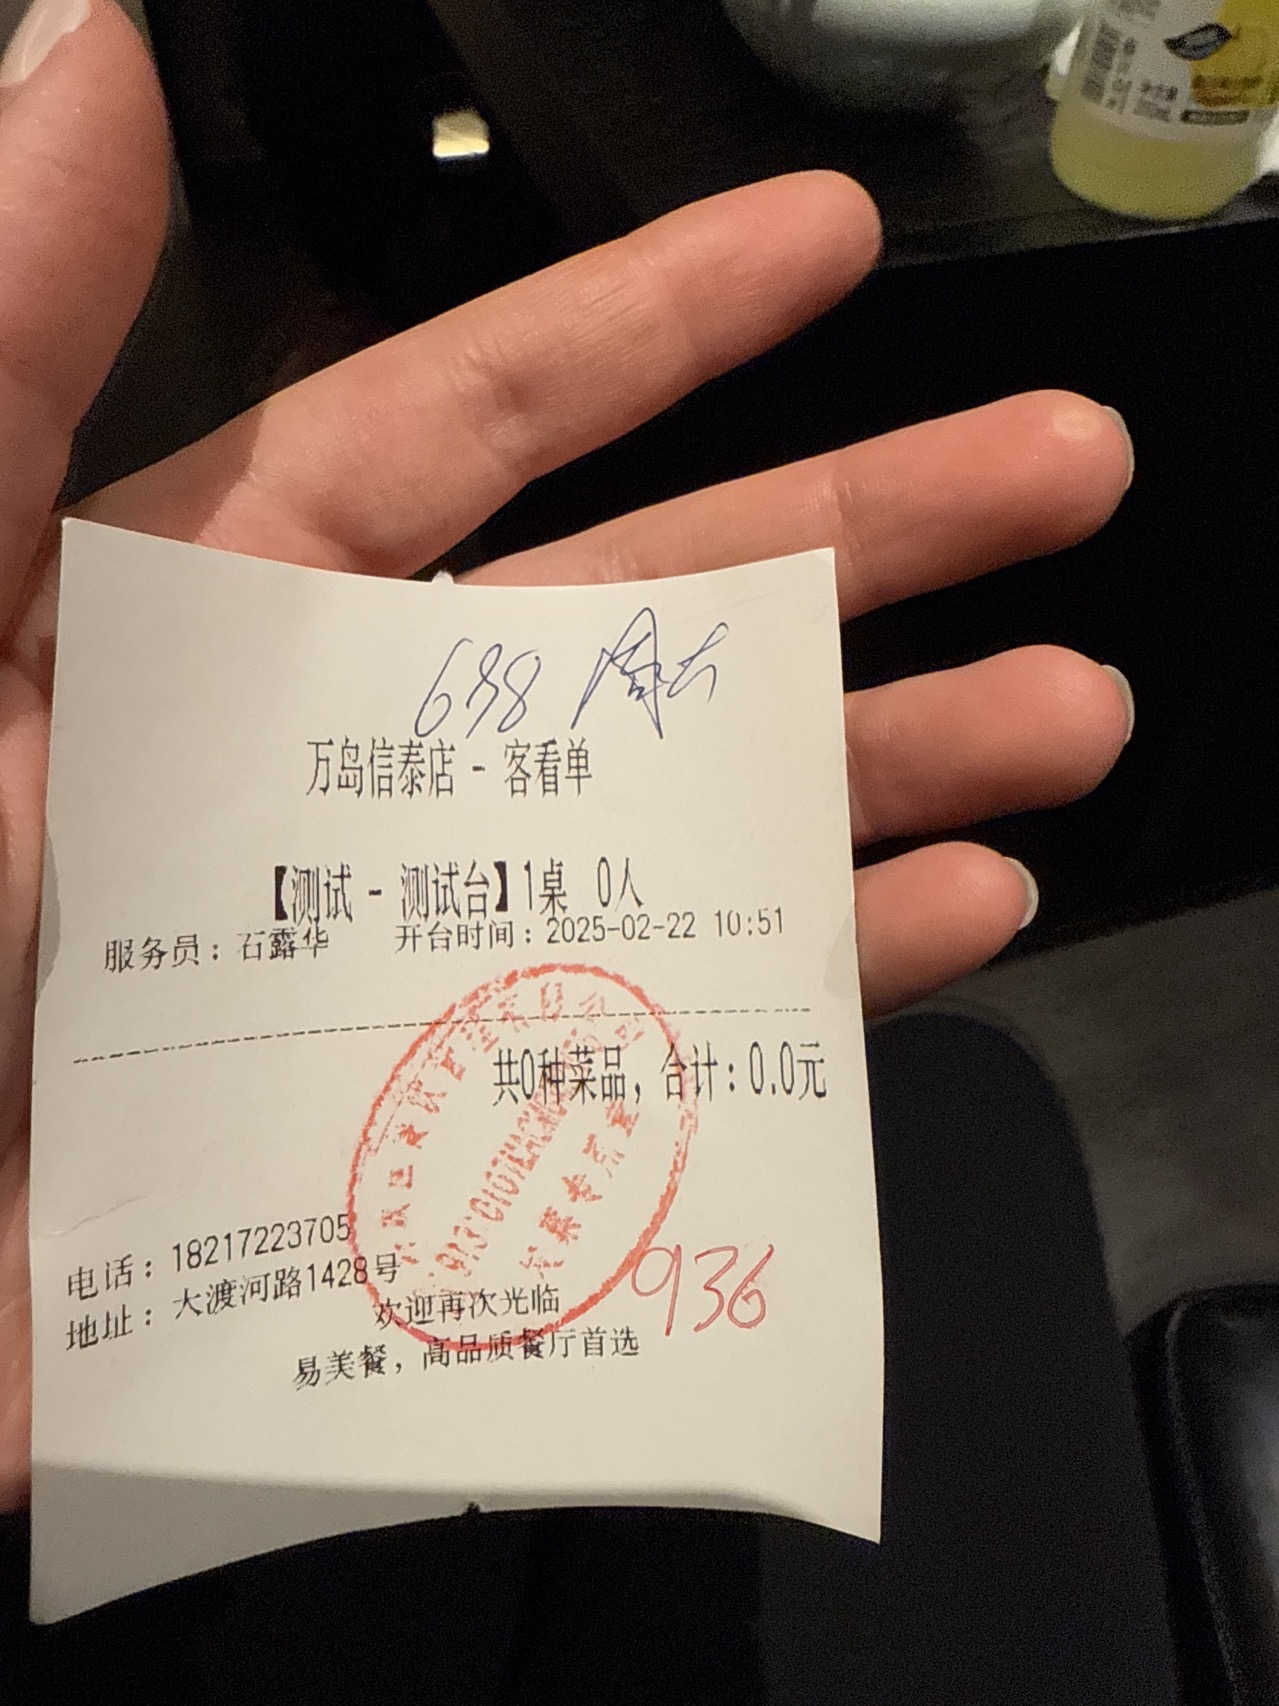 698
万岛信泰店 - 客看单
【测试 - 测试台】1桌 0人
服务员：石露华 开台时间：2025-02-22 10:51
共0种菜品，合计：0.0元
电话：18217223705
地址：大渡河路1428号
936
欢迎再次光临
易美餐，高品质餐厅首选